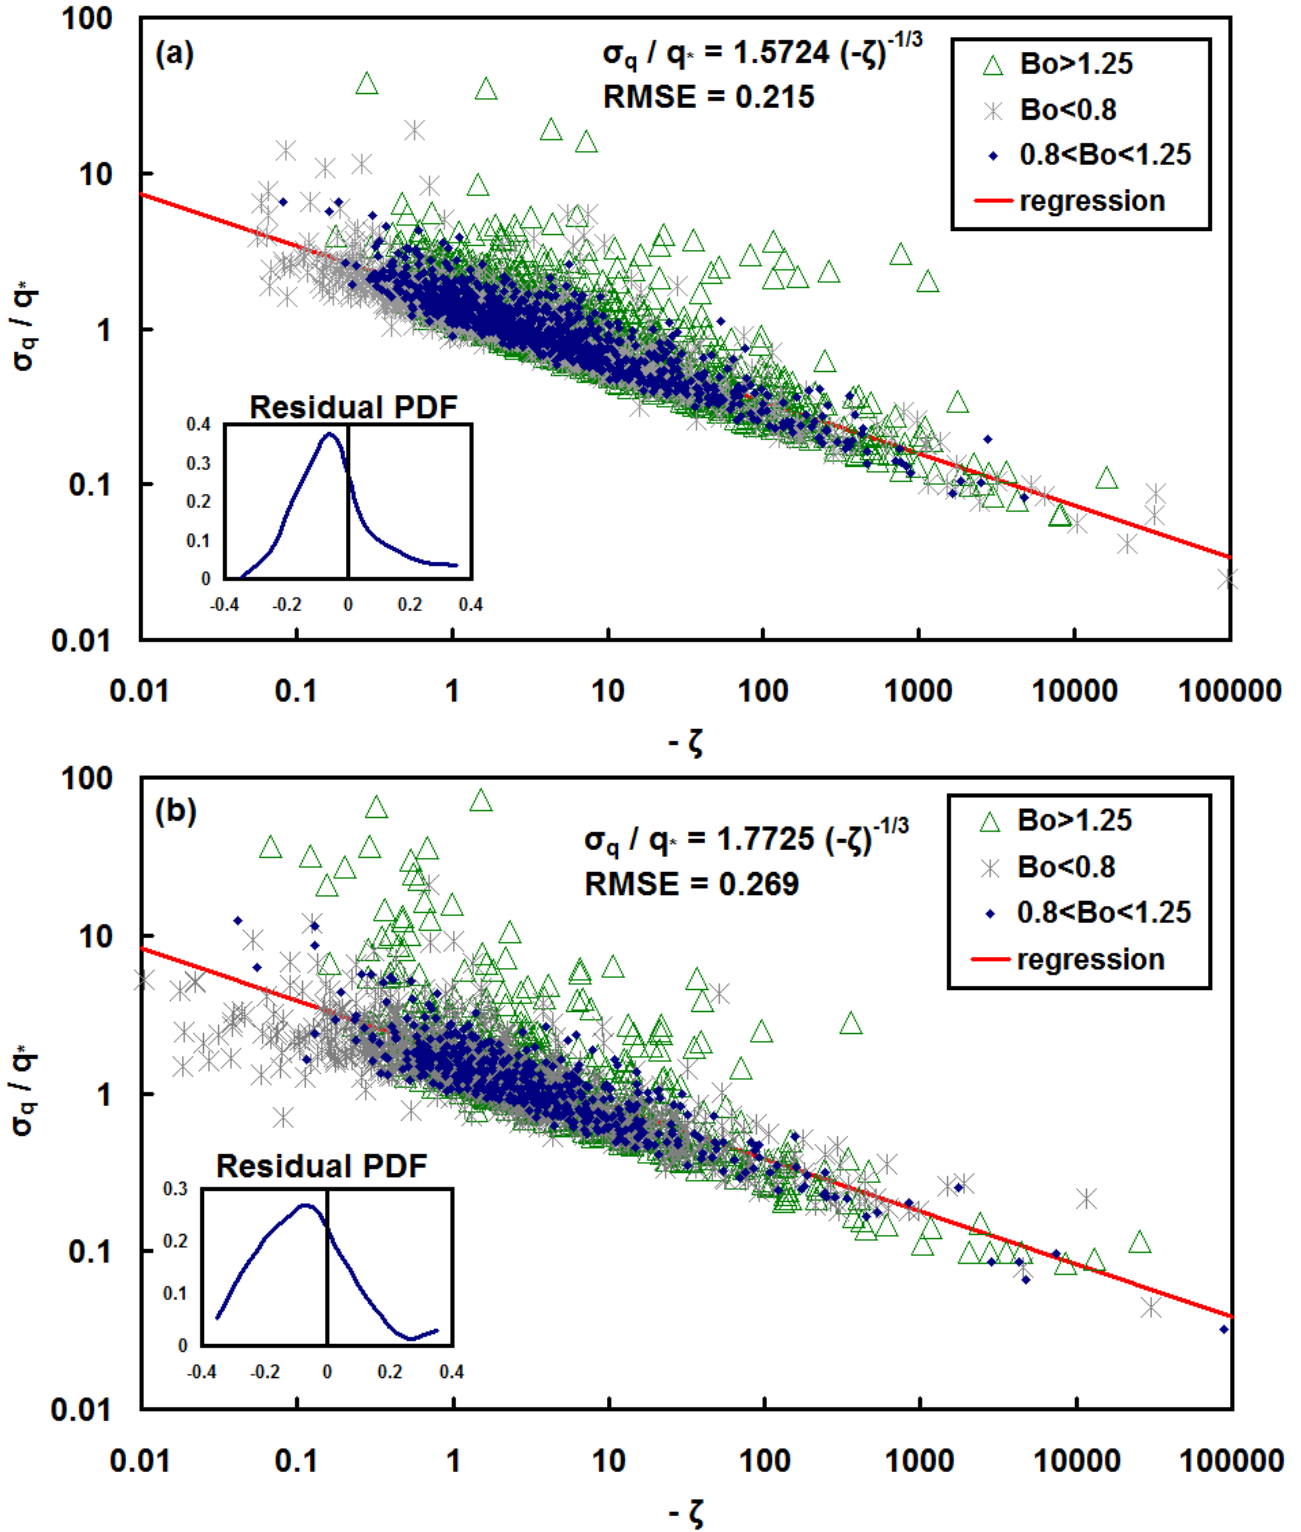 100
(a)
σq / q* = 1.5724 (-ζ)-1/3
RMSE = 0.215
Bo>1.25
Bo<0.8
0.8<Bo<1.25
regression
10
1
0.1
0.01
σq / q*
Residual PDF
0.4
0.3
0.2
0.1
0
-0.4 -0.2 0 0.2 0.4
0.01 0.1 1 10 100 1000 10000 100000
- ζ
100
(b)
σq / q* = 1.7725 (-ζ)-1/3
RMSE = 0.269
Bo>1.25
Bo<0.8
0.8<Bo<1.25
regression
10
1
0.1
0.01
σq / q*
Residual PDF
0.3
0.2
0.1
0
-0.4 -0.2 0 0.2 0.4
0.01 0.1 1 10 100 1000 10000 100000
- ζ